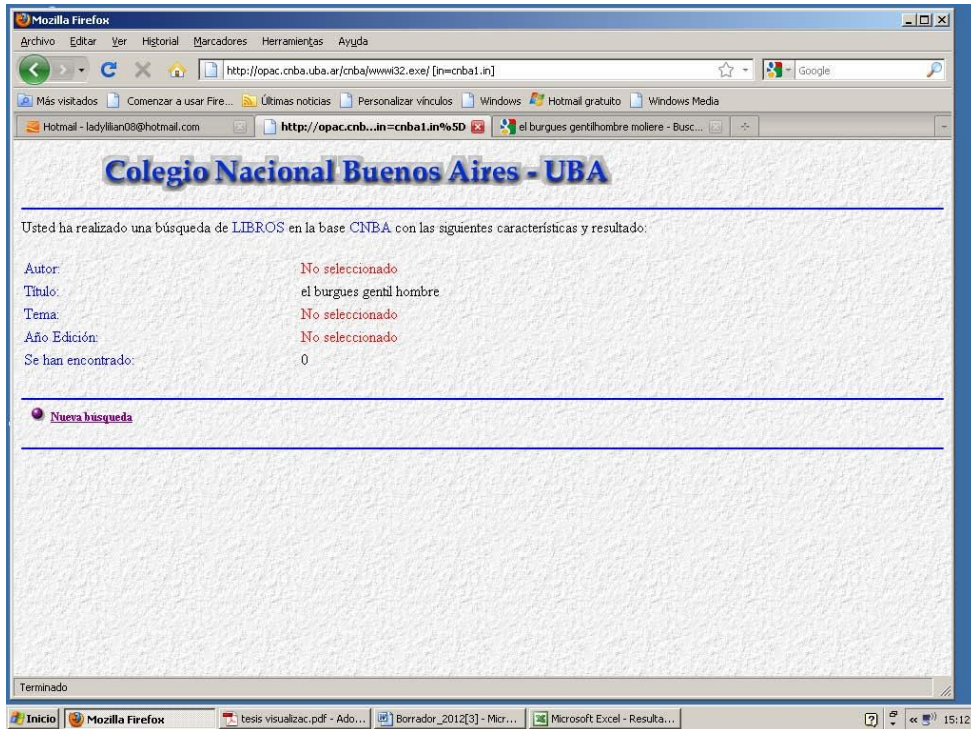 Mozilla Firefox
Archivo Editar Ver Historial Marcadores Herramientas Ayuda
http://opac.cnba.uba.ar/cnba/wwwi32.exe/[in=cnba1.in]
Google
Más visitados Comenzar a usar Fire... Últimas noticias Personalizar vínculos Windows Hotmail gratuito Windows Media
Hotmail - ladylilian08@hotmail.com http://opac.cnb...in=cnba1.in%5D el burgues gentilhombre moliere - Busc...
Colegio Nacional Buenos Aires - UBA
Usted ha realizado una búsqueda de LIBROS en la base CNBA con las siguientes características y resultado:
Autor: No seleccionado
Título: el burgues gentil hombre
Tema: No seleccionado
Año Edición: No seleccionado
Se han encontrado: 0
Nueva búsqueda
Terminado
Inicio Mozilla Firefox tesis visualizac.pdf - Ado... Borrador_2012[3] - Micr... Microsoft Excel - Resulta... 15:12